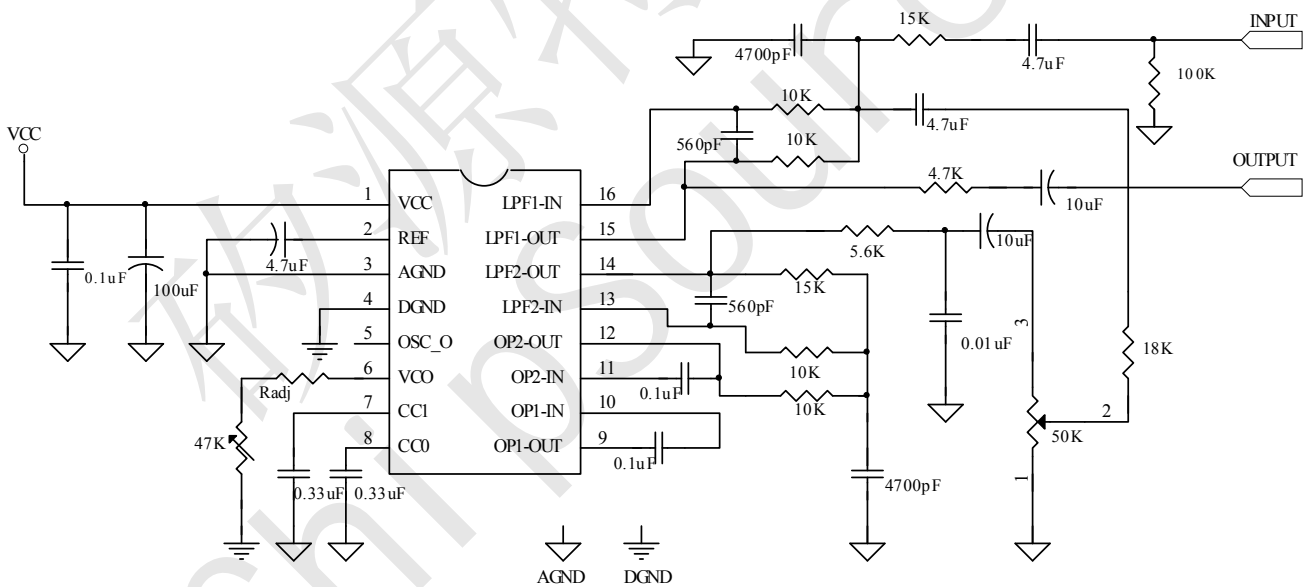 INPUT
15K
4700pF
4.7uF
100K
10K
4.7uF
560pF
10K
OUTPUT
4.7K
10uF
VCC
1 VCC LPF1-IN 16
2 REF LPF1-OUT 15
3 AGND LPF2-OUT 14
4 DGND LPF2-IN 13
5 OSC_O OP2-OUT 12
6 VCO OP2-IN 11
7 CC1 OP1-IN 10
8 CC0 OP1-OUT 9
0.1uF
100uF
4.7uF
Radj
47K
0.33uF
0.33uF
5.6K
10uF
15K
560pF
0.01uF
3
18K
10K
0.1uF
10K
2
50K
1
0.1uF
4700pF
AGND
DGND
矽源特
Chipsourc